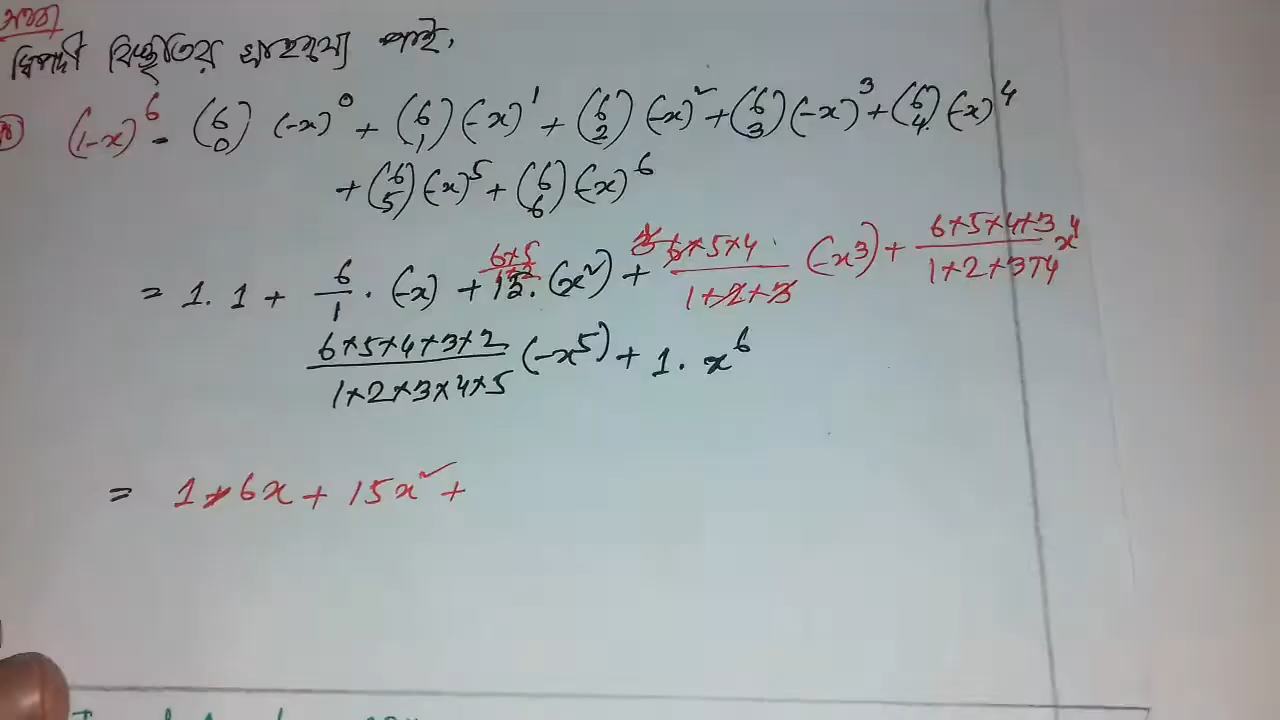 দ্বিপদী বিস্তৃতির সাহায্যে পাই,
(1-x)^6 = (6 0) (-x)^0 + (6 1) (-x)^1 + (6 2) (-x)^2 + (6 3) (-x)^3 + (6 4) (-x)^4
+ (6 5) (-x)^5 + (6 6) (-x)^6
= 1. 1 + 6/1 . (-x) + 6×5/1×2 . (x^2) + 6×5×4/1×2×3 (-x^3) + 6×5×4×3/1×2×3×4 x^4
6×5×4×3×2/1×2×3×4×5 (-x^5) + 1. x^6
= 1 - 6x + 15x^2 +